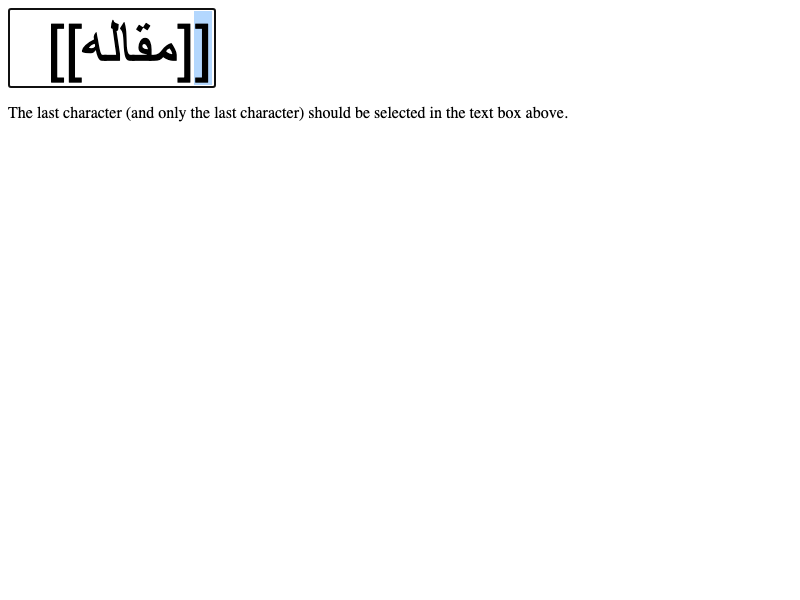 [[مقاله]]
The last character (and only the last character) should be selected in the text box above.